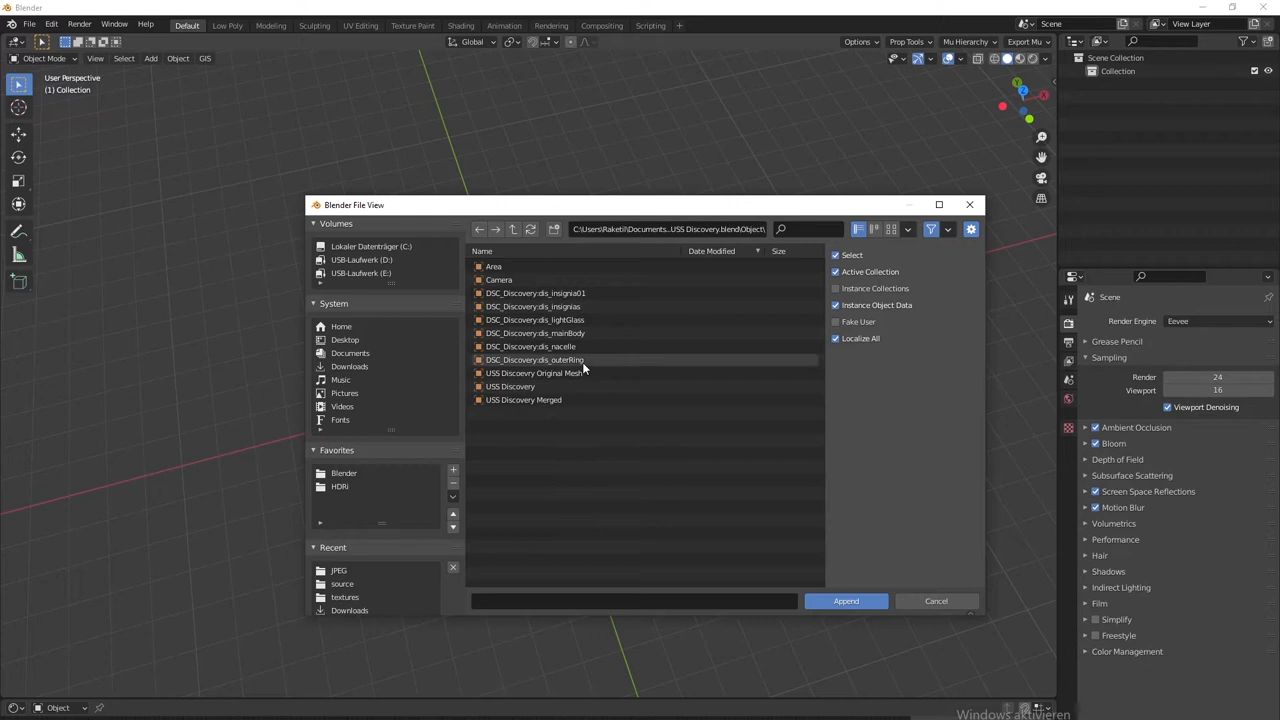 Blender
File Edit Render Window Help Default Low Poly Modeling Sculpting UV Editing Texture Paint Shading Animation Rendering Compositing Scripting + Scene View Layer
Global Options Prop Tools Mu Hierarchy Export Mu
Object Mode View Select Add Object GIS
Scene Collection
Collection
User Perspective
(1) Collection
Y
Z
X
Blender File View
Volumes
Lokaler Datenträger (C:)
USB-Laufwerk (D:)
USB-Laufwerk (E:)
System
Home
Desktop
Documents
Downloads
Music
Pictures
Videos
Fonts
Favorites
Blender
HDRi
Recent
JPEG
source
textures
Downloads
C:\Users\Raketil\Documents...USS Discovery.blend\Object\
Name Date Modified Size
Area
Camera
DSC_Discovery:dis_insignia01
DSC_Discovery:dis_insignias
DSC_Discovery:dis_lightGlass
DSC_Discovery:dis_mainBody
DSC_Discovery:dis_nacelle
DSC_Discovery:dis_outerRing
USS Discoevry Original Mesh
USS Discovery
USS Discovery Merged
Select
Active Collection
Instance Collections
Instance Object Data
Fake User
Localize All
Append Cancel
Scene
Render Engine Eevee
Grease Pencil
Sampling
Render 24
Viewport 16
Viewport Denoising
Ambient Occlusion
Bloom
Depth of Field
Subsurface Scattering
Screen Space Reflections
Motion Blur
Volumetrics
Performance
Hair
Shadows
Indirect Lighting
Film
Simplify
Freestyle
Color Management
Object
Windows aktivieren